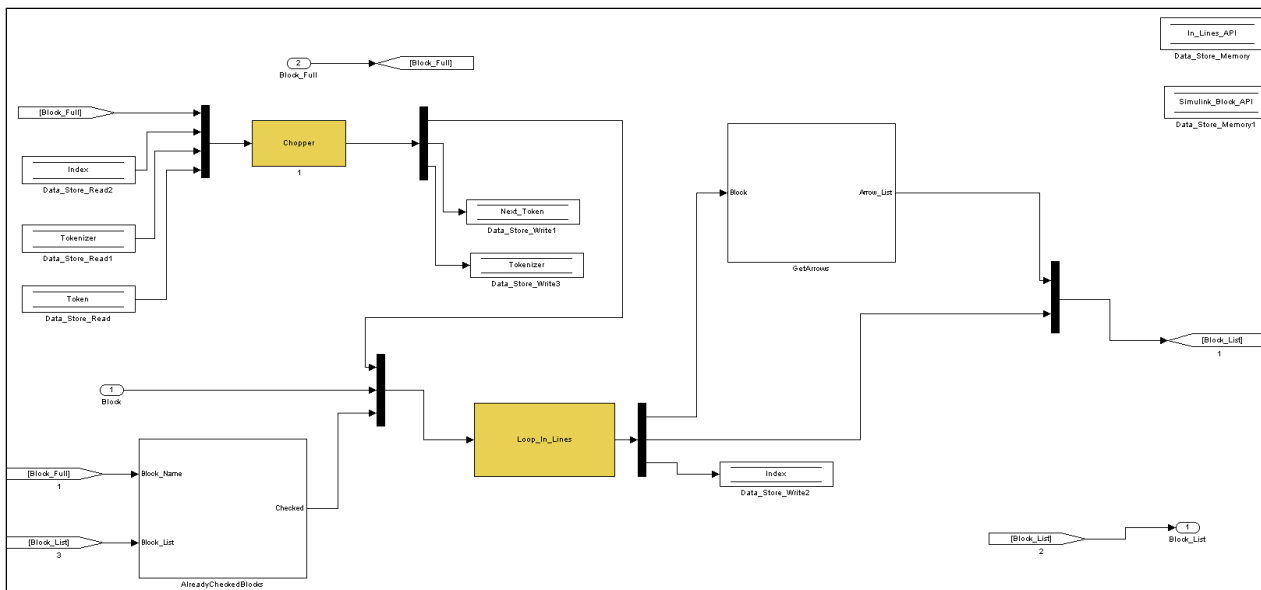 In_Lines_API
Data_Store_Memory
2
Block_Full
[Block_Full]
Simulink_Block_API
Data_Store_Memory1
[Block_Full]
Chopper
1
Index
Data_Store_Read2
Block
Arrow_List
GetArrows
Next_Token
Data_Store_Write1
Tokenizer
Data_Store_Read1
Tokenizer
Data_Store_Write3
Token
Data_Store_Read
[Block_List]
1
1
Block
Loop_In_Lines
[Block_Full]
1
Block_Name
Checked
Block_List
AlreadyCheckedBlocks
[Block_List]
3
Index
Data_Store_Write2
[Block_List]
2
1
Block_List